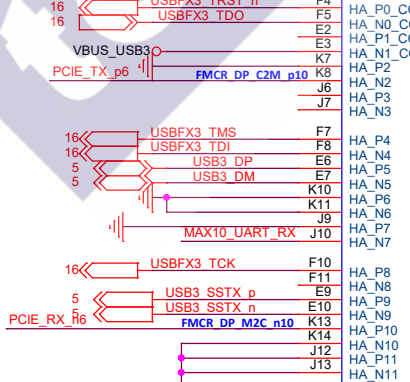 16 USBFX3_TRST_n F4 HA_P0_CC
16 USBFX3_TDO F5 HA_N0_CC
E2 HA_P1_CC
VBUS_USB3 E3 HA_N1_CC
K7 HA_P2
PCIE_TX_p6 FMCR_DP_C2M_p10 K8 HA_N2
J6 HA_P3
J7 HA_N3
16 USBFX3_TMS F7 HA_P4
16 USBFX3_TDI F8 HA_N4
5 USB3_DP E6 HA_P5
5 USB3_DM E7 HA_N5
K10 HA_P6
K11 HA_N6
J9 HA_P7
MAX10_UART_RX J10 HA_N7
16 USBFX3_TCK F10 HA_P8
F11 HA_N8
5 USB3_SSTX_p E9 HA_P9
5 USB3_SSTX_n E10 HA_N9
PCIE_RX_n6 FMCR_DP_M2C_n10 K13 HA_P10
K14 HA_N10
J12 HA_P11
J13 HA_N11